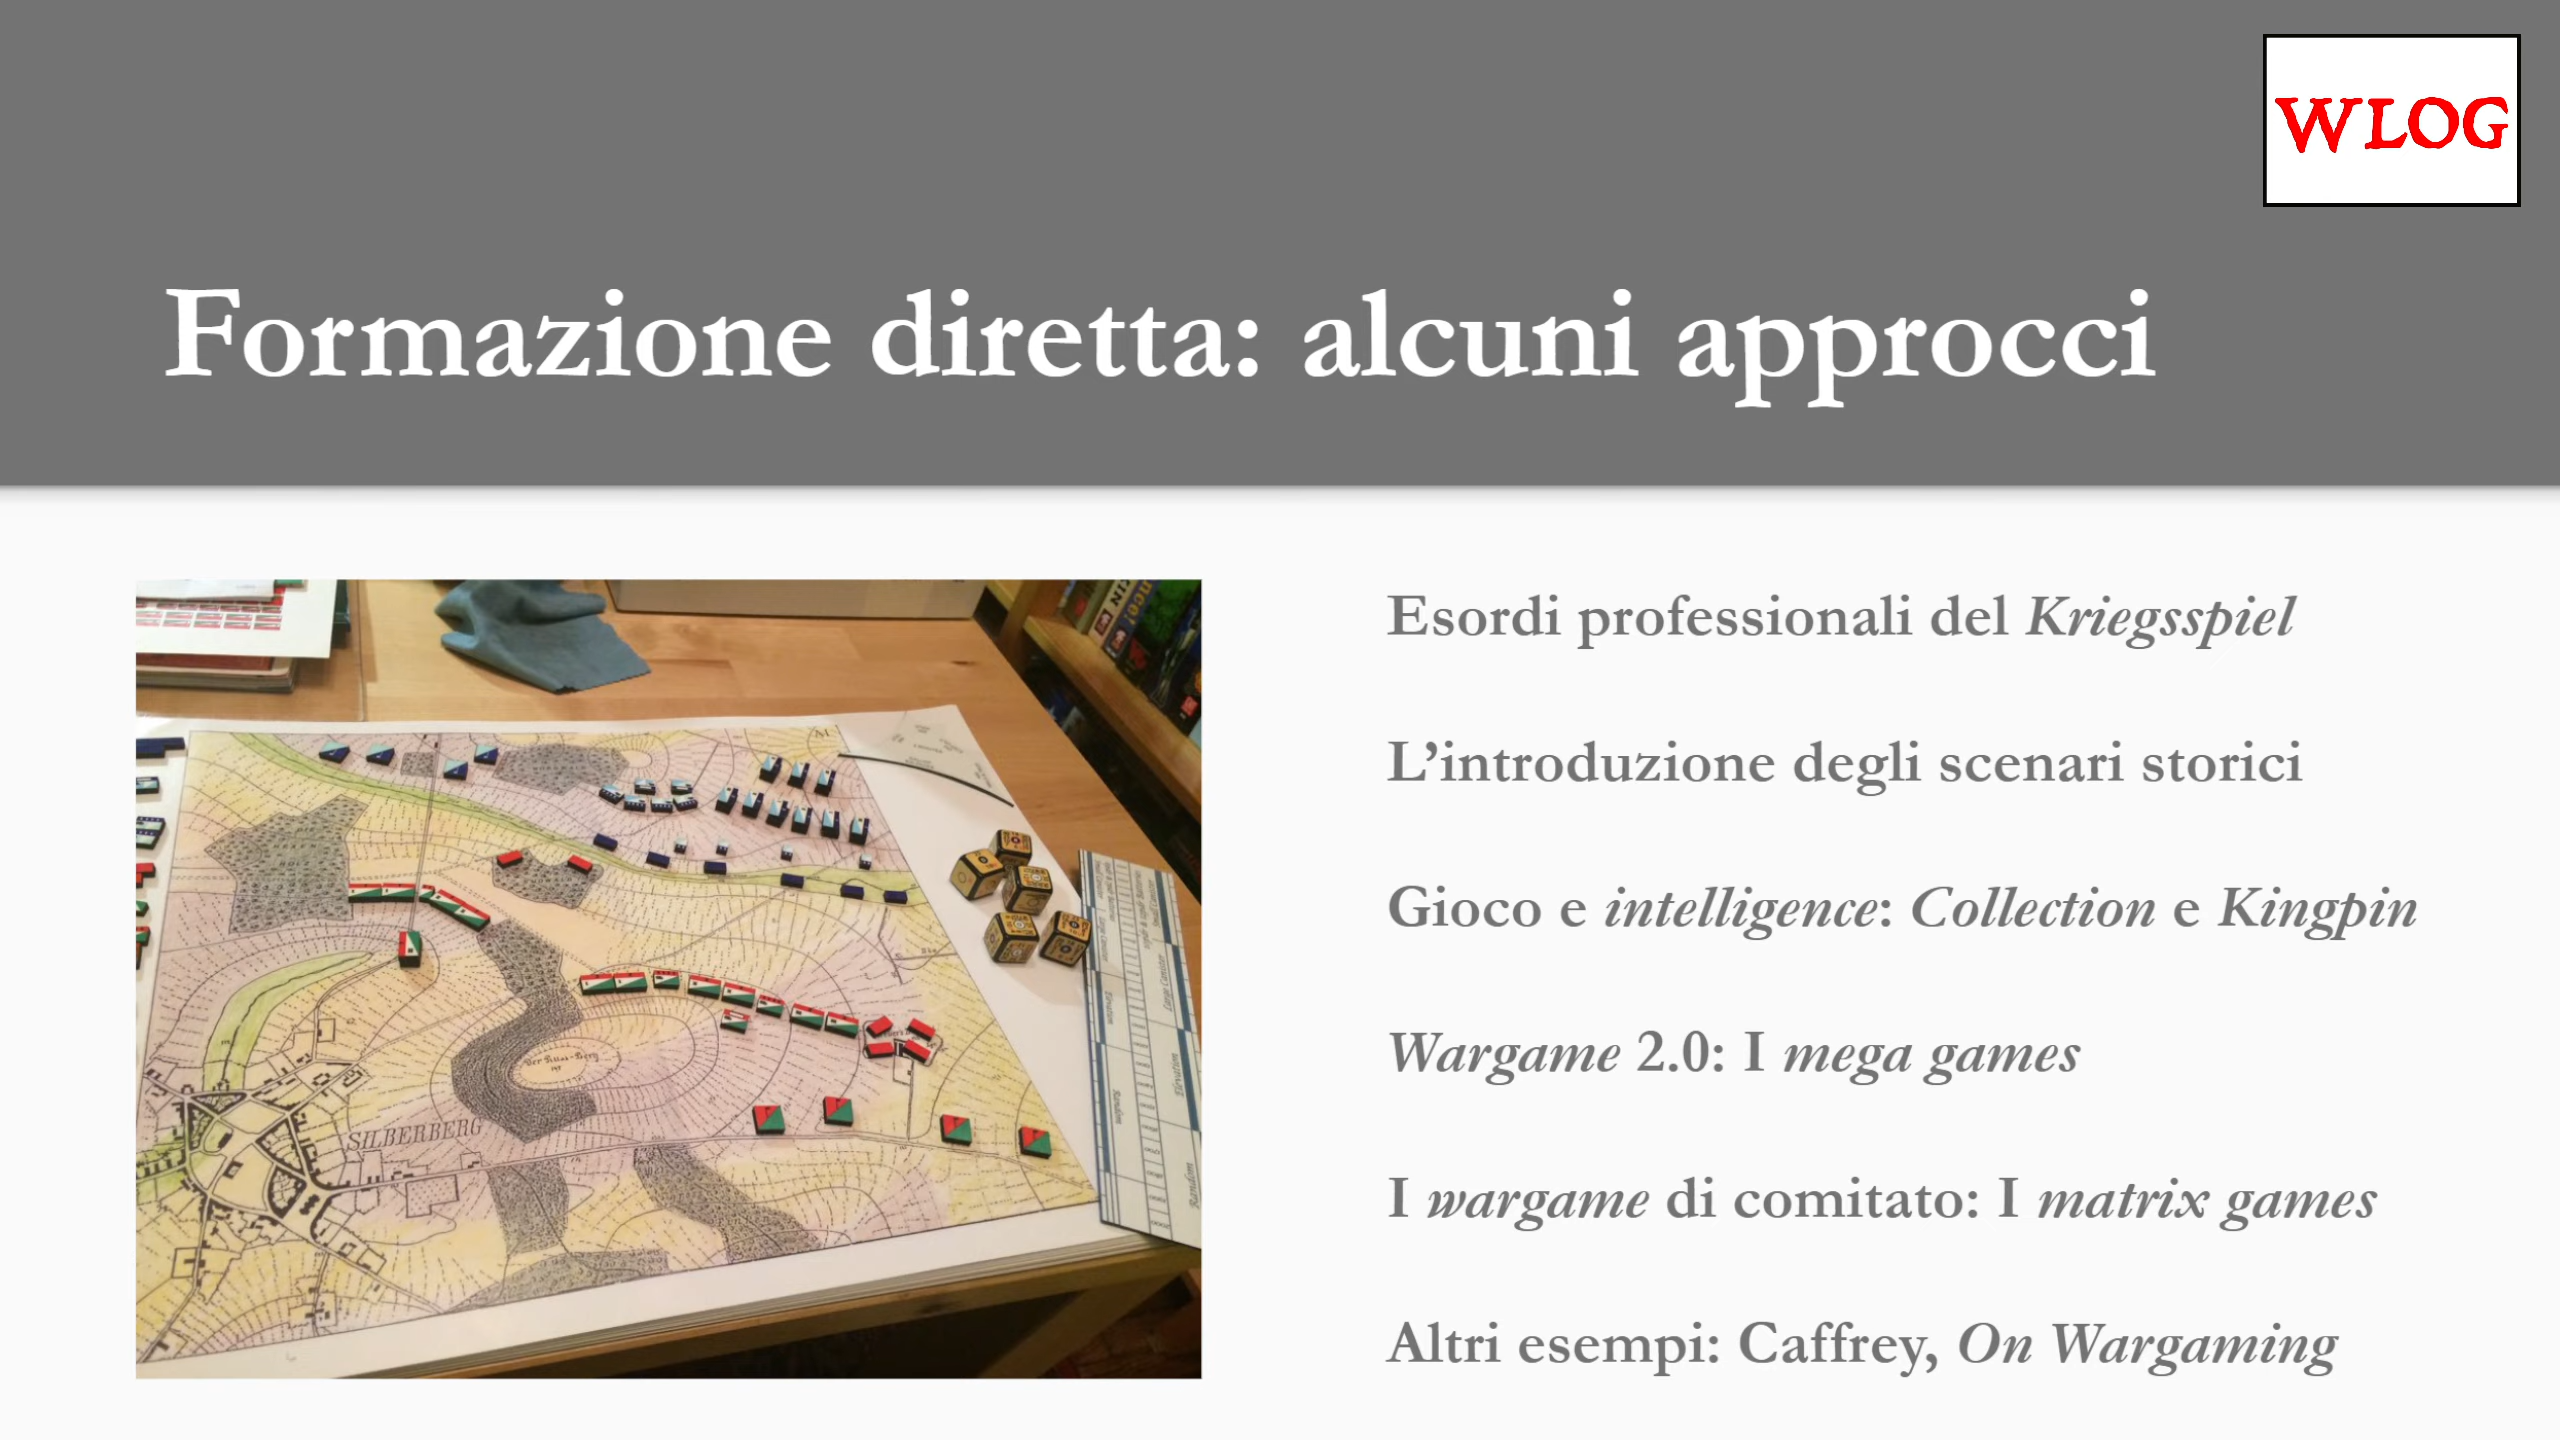 WLOG
Formazione diretta: alcuni approcci
Esordi professionali del Kriegsspiel
L’introduzione degli scenari storici
Gioco e intelligence: Collection e Kingpin
Wargame 2.0: I mega games
I wargame di comitato: I matrix games
Altri esempi: Caffrey, On Wargaming
SILBERBERG